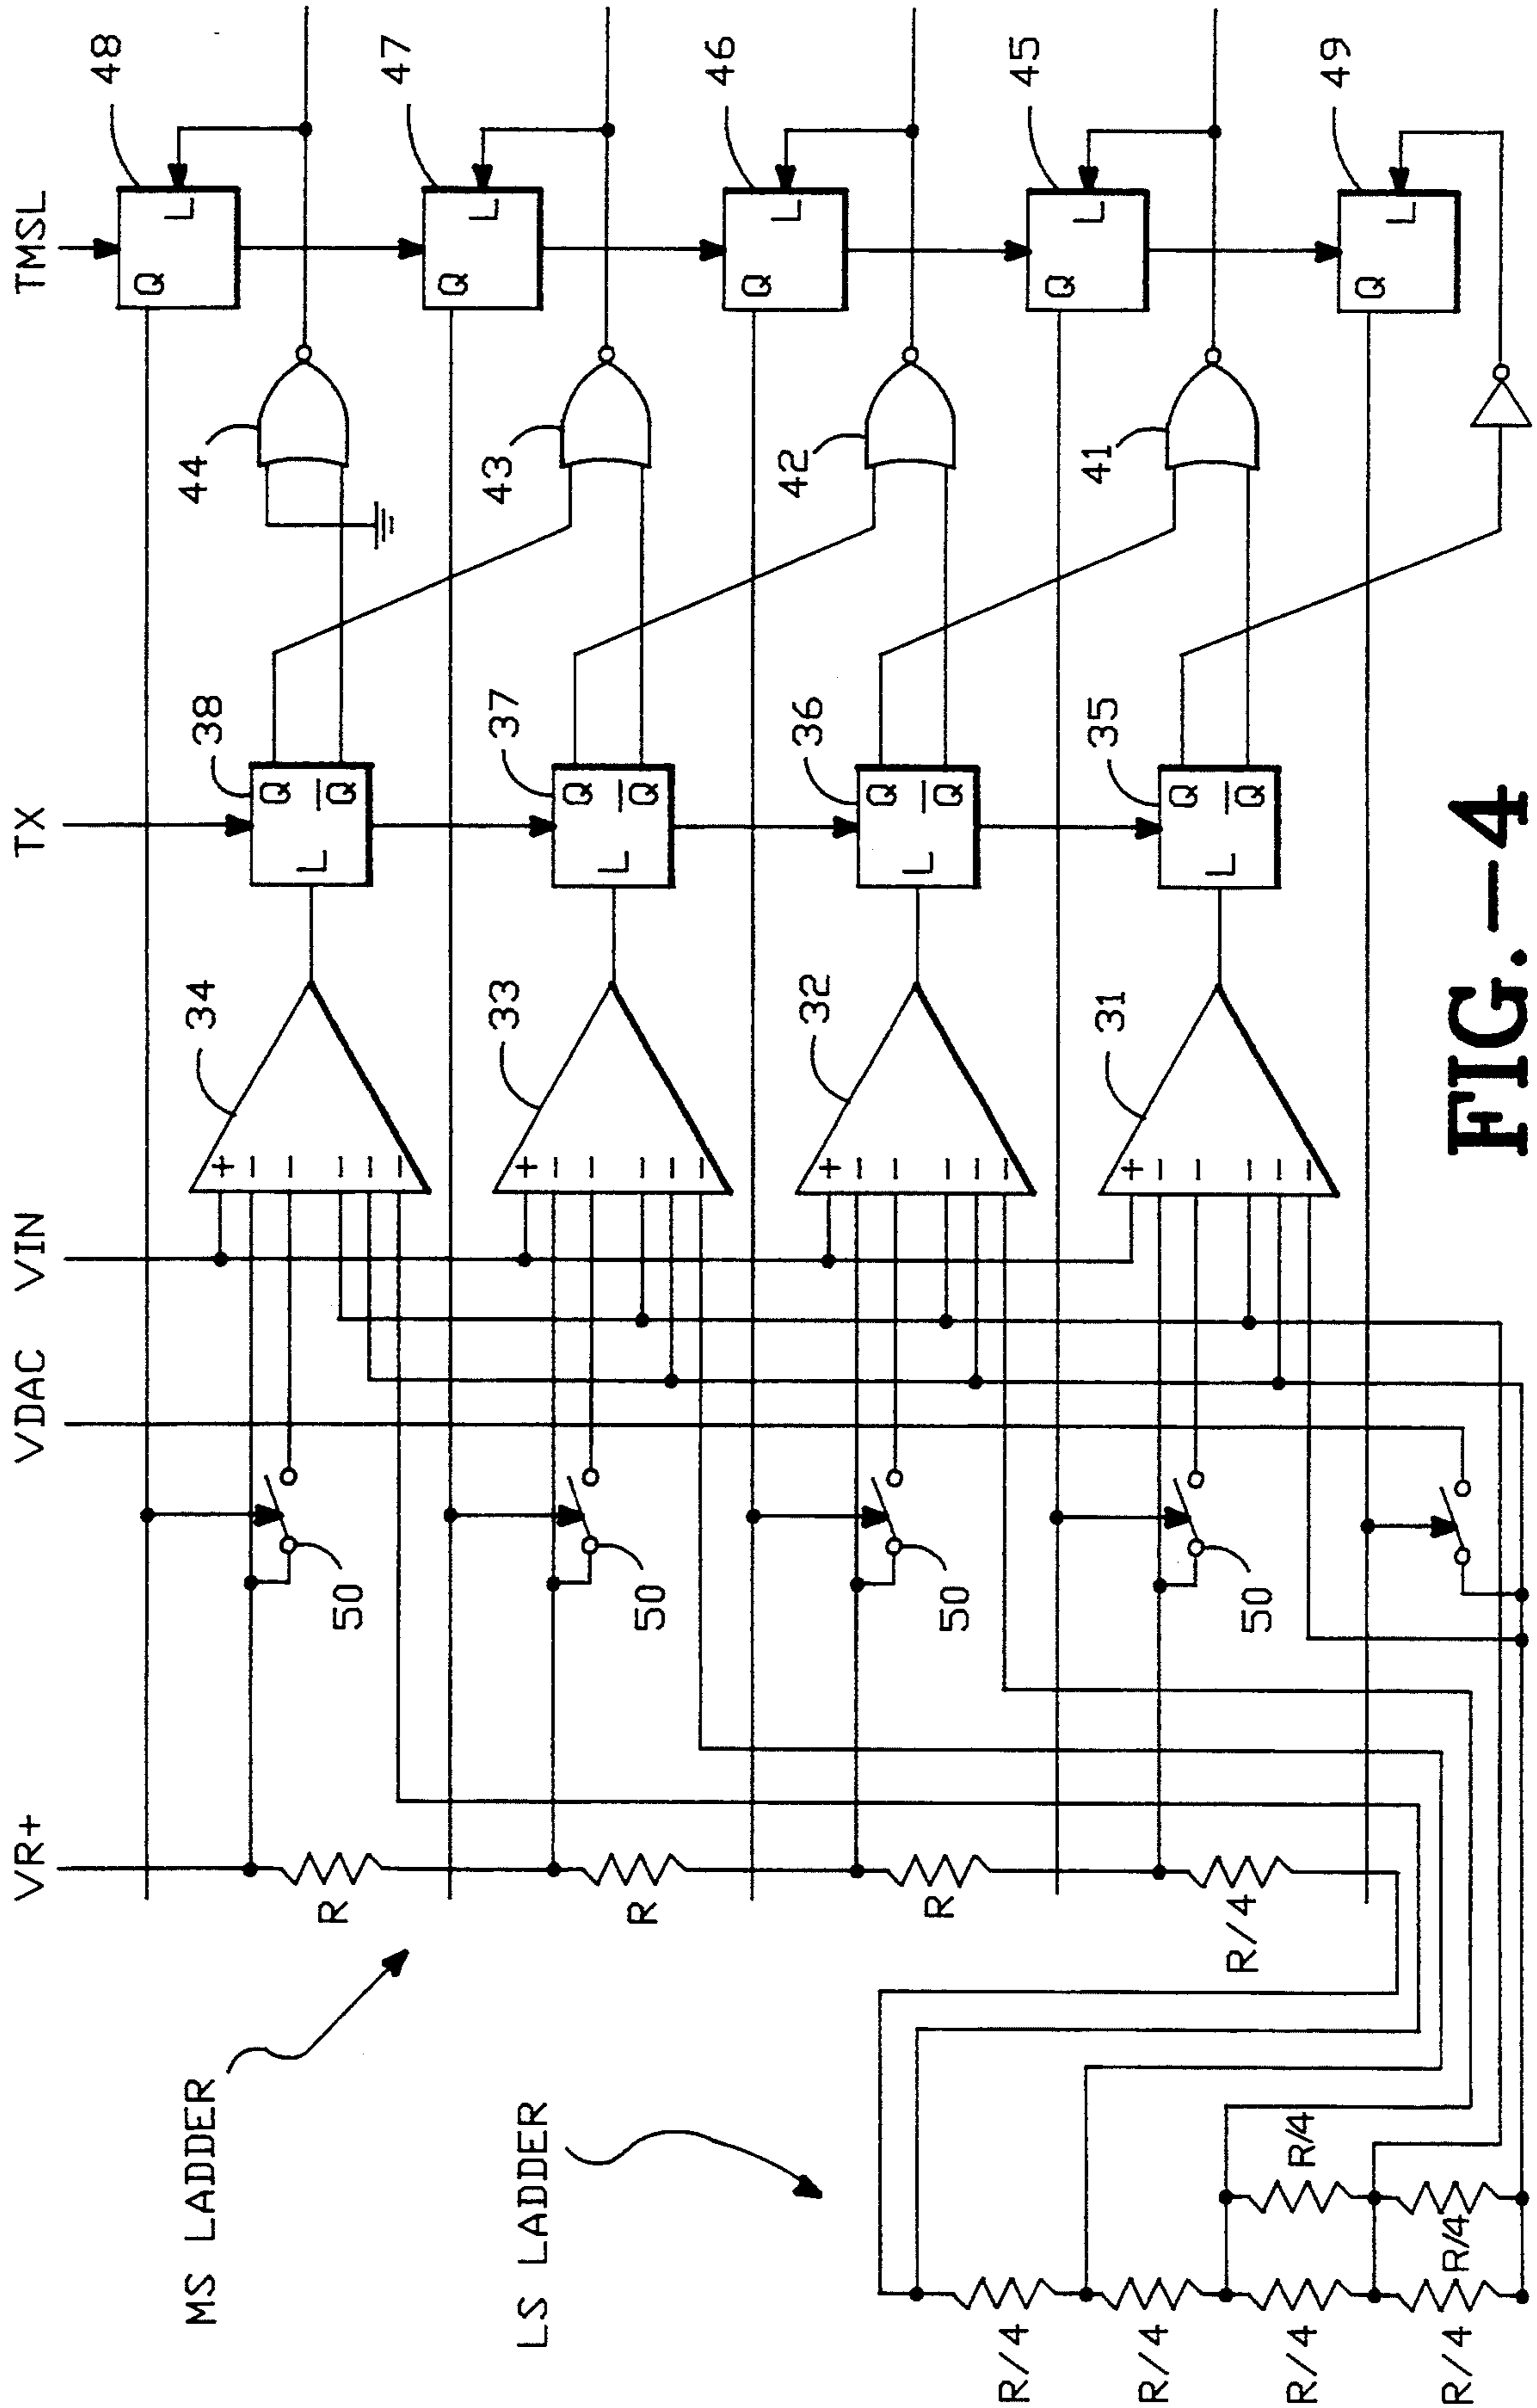 MS LADDER
LS LADDER
VR+
VDAC
VIN
TX
TMSL
R
R
R
R/4
R/4
R/4
R/4
R/4
R/4
R/4
50
50
50
50
34
33
32
31
+
−
−
−
−
−
+
−
−
−
−
−
+
−
−
−
−
−
+
−
−
−
−
−
38
37
36
35
L
Q
Q̅
L
Q
Q̅
L
Q
Q̅
L
Q
Q̅
44
43
42
41
48
47
46
45
49
Q
L
Q
L
Q
L
Q
L
Q
L
FIG.-4